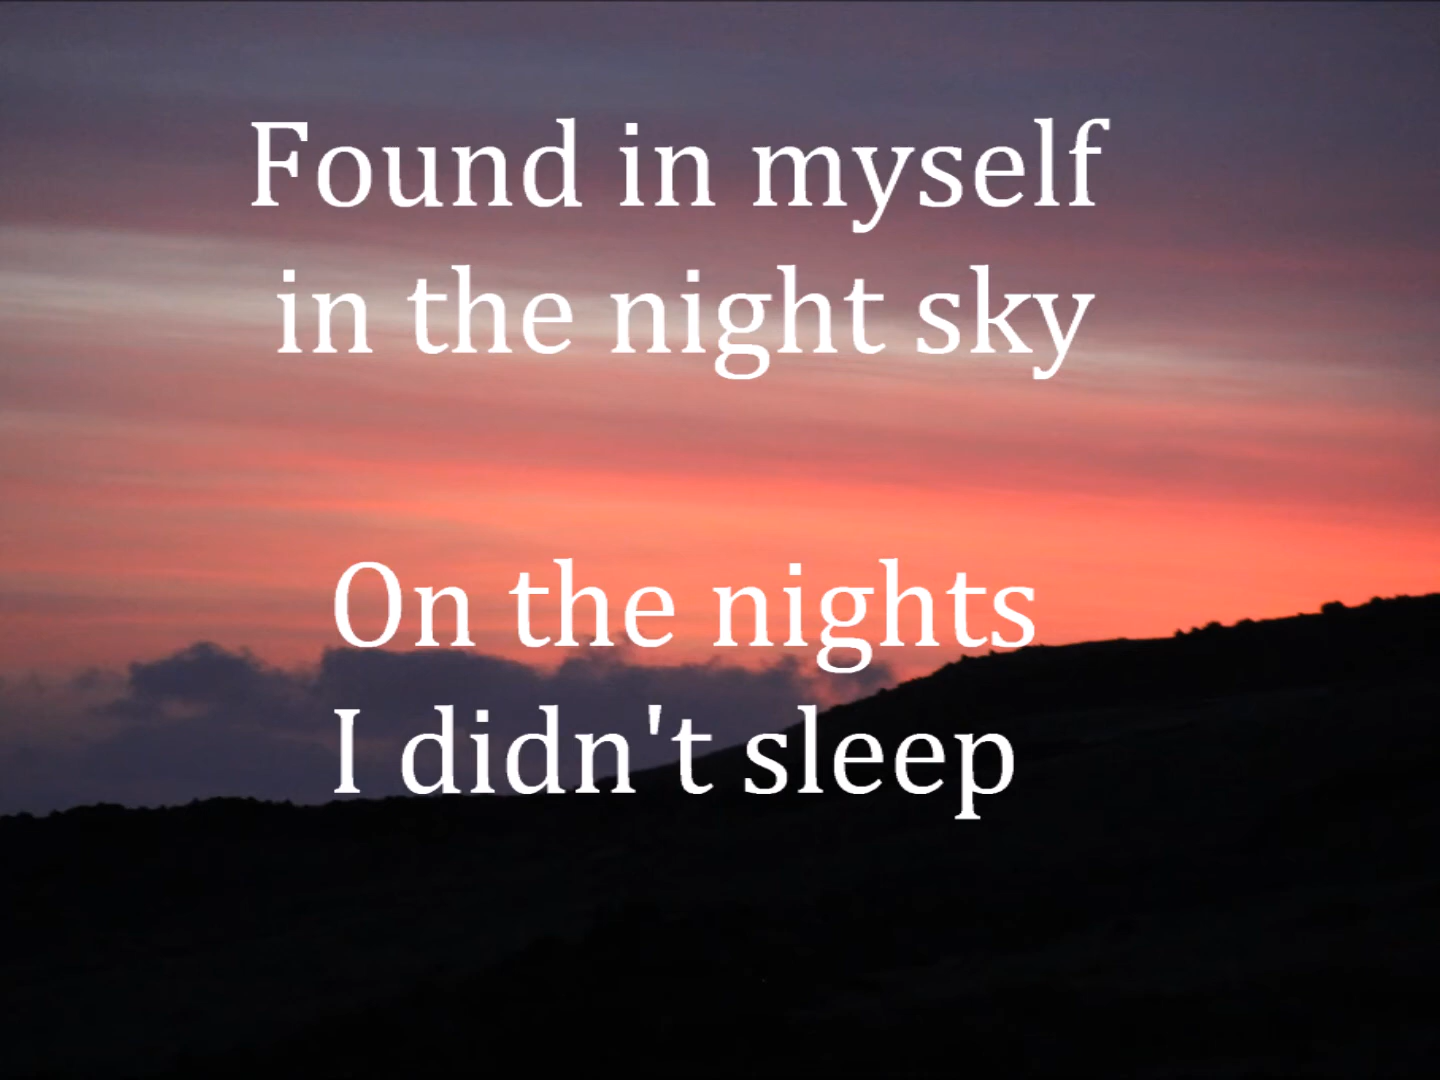 Found in myself
in the night sky
On the nights
I didn't sleep